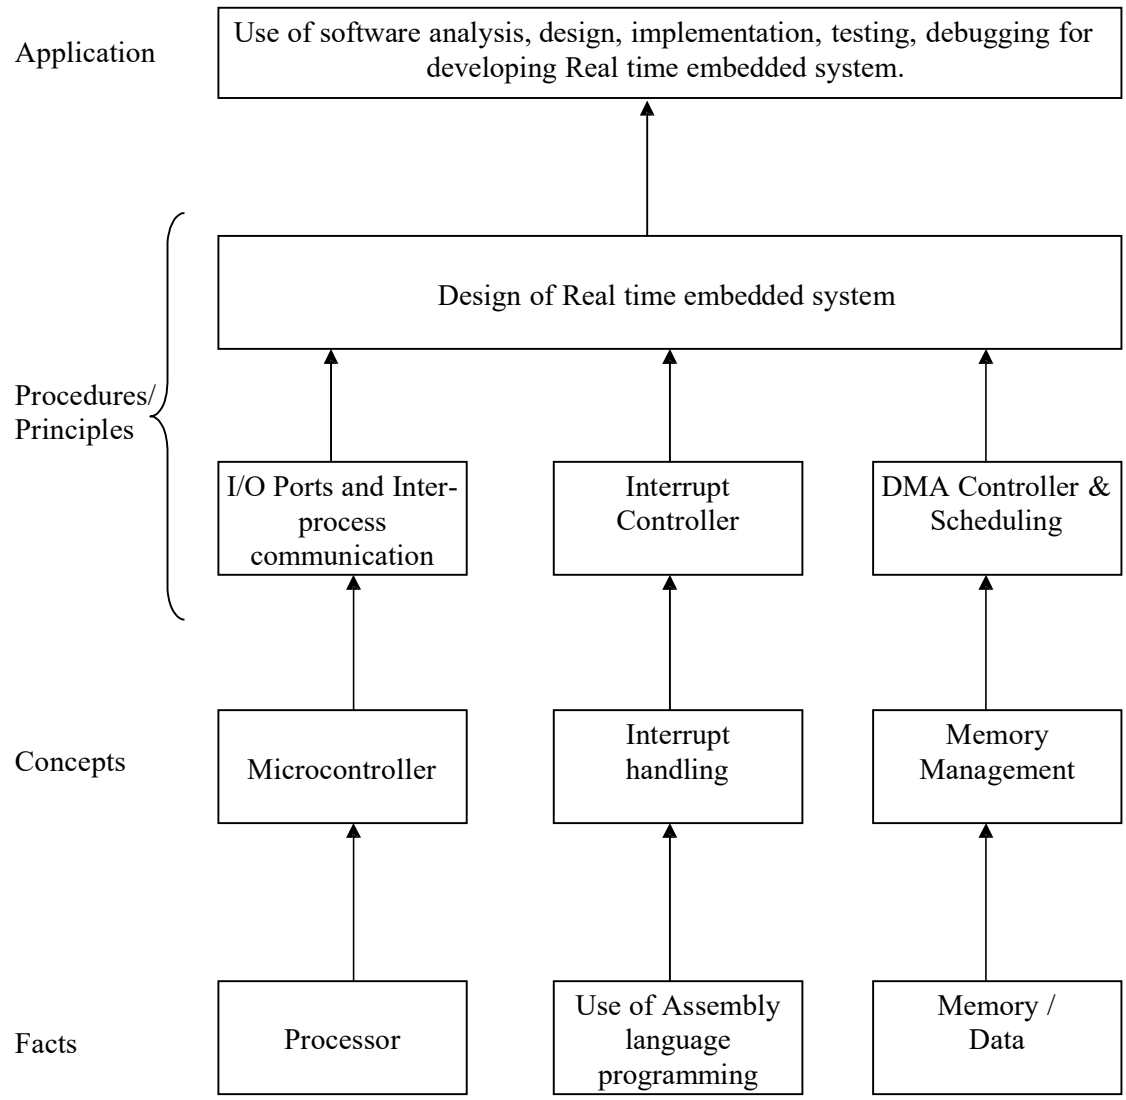 Application
Use of software analysis, design, implementation, testing, debugging for
developing Real time embedded system.
Design of Real time embedded system
Procedures/
Principles
I/O Ports and Inter-
process
communication
Interrupt
Controller
DMA Controller &
Scheduling
Concepts
Microcontroller
Interrupt
handling
Memory
Management
Facts
Processor
Use of Assembly
language
programming
Memory /
Data